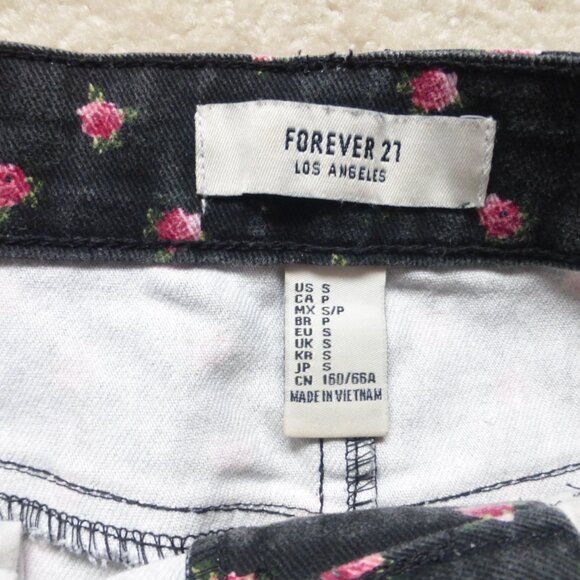 FOREVER 21
LOS ANGELES
US S
CA P
MX S/P
BR P
EU S
UK S
KR S
JP S
CN 160/66A
MADE IN VIETNAM